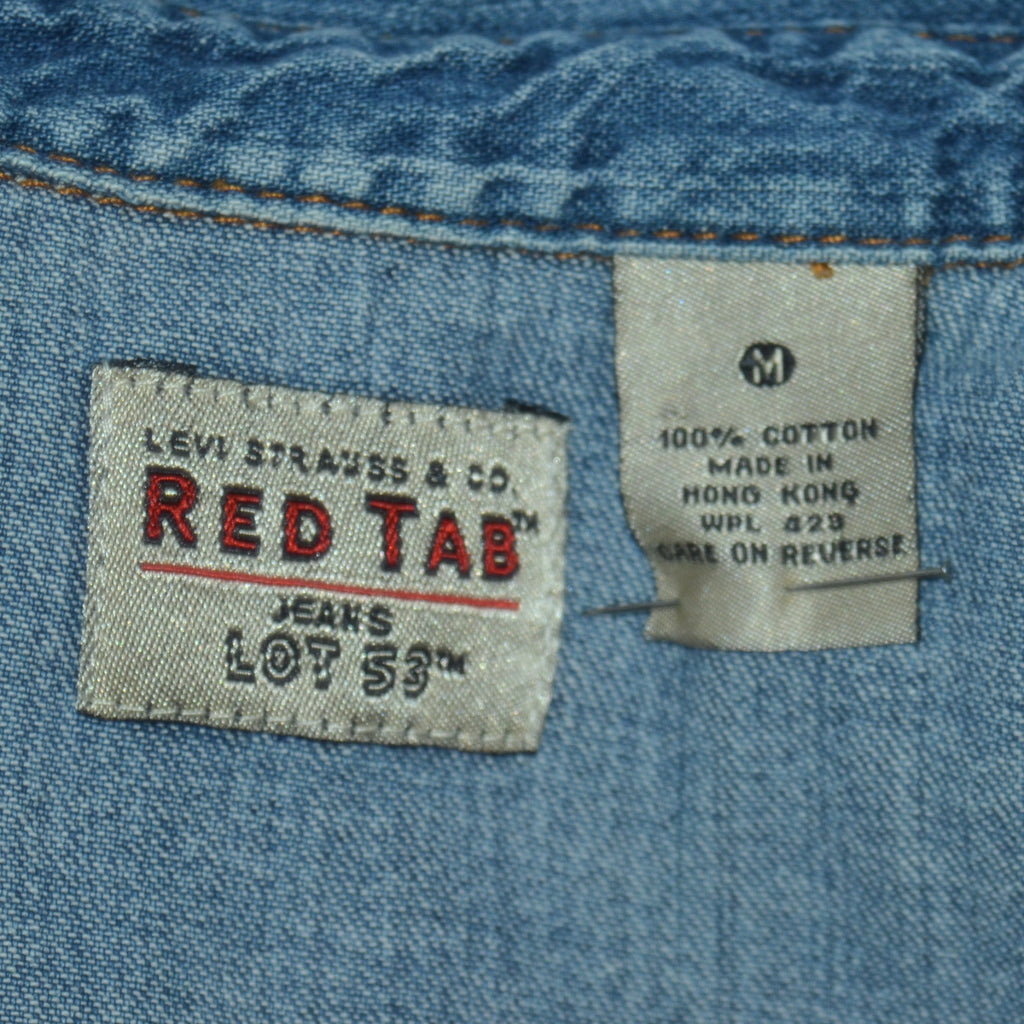 LEVI STRAUSS & CO.
RED TAB™
JEANS
LOT 53™
M
100% COTTON
MADE IN
HONG KONG
WPL 423
CARE ON REVERSE